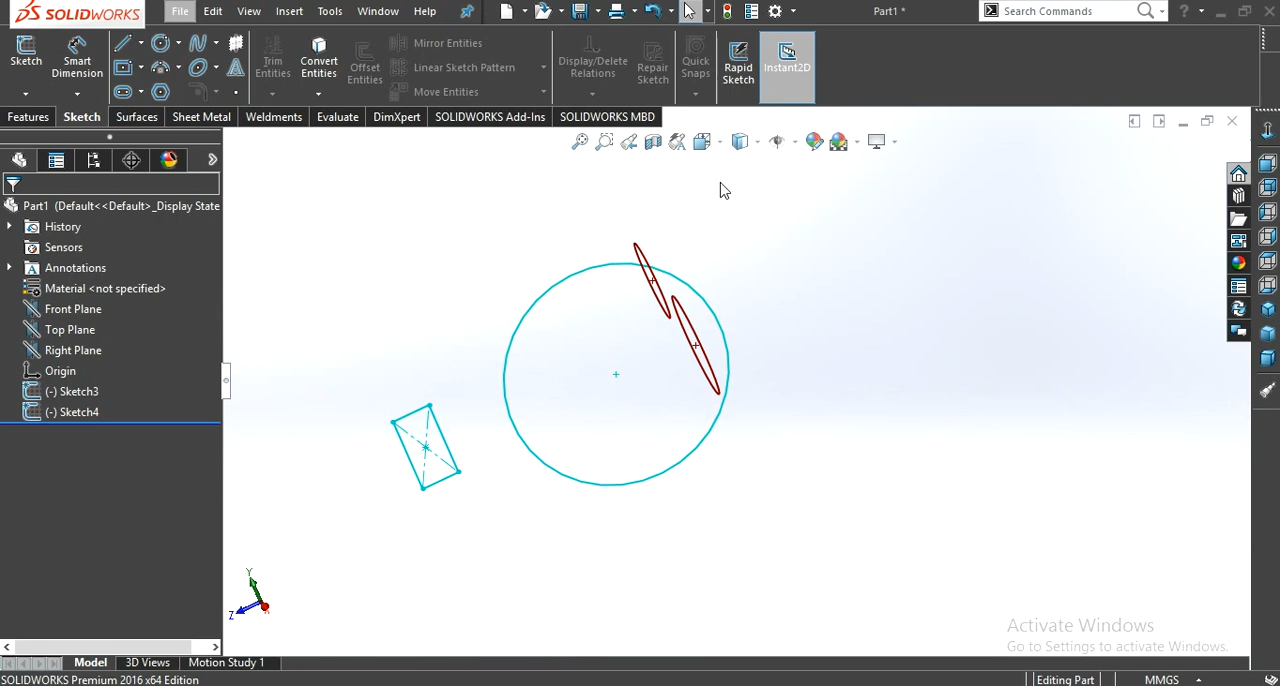 SOLIDWORKS File Edit View Insert Tools Window Help Part1 * Search Commands ?
Sketch Smart Dimension Trim Entities Convert Entities Offset Entities Mirror Entities Linear Sketch Pattern Move Entities Display/Delete Relations Repair Sketch Quick Snaps Rapid Sketch Instant2D
Features Sketch Surfaces Sheet Metal Weldments Evaluate DimXpert SOLIDWORKS Add-Ins SOLIDWORKS MBD
Part1 (Default<<Default>_Display State
History
Sensors
A Annotations
Material <not specified>
Front Plane
Top Plane
Right Plane
Origin
(-) Sketch3
(-) Sketch4
Y
Z X
Activate Windows
Go to Settings to activate Windows.
Model 3D Views Motion Study 1
SOLIDWORKS Premium 2016 x64 Edition Editing Part MMGS